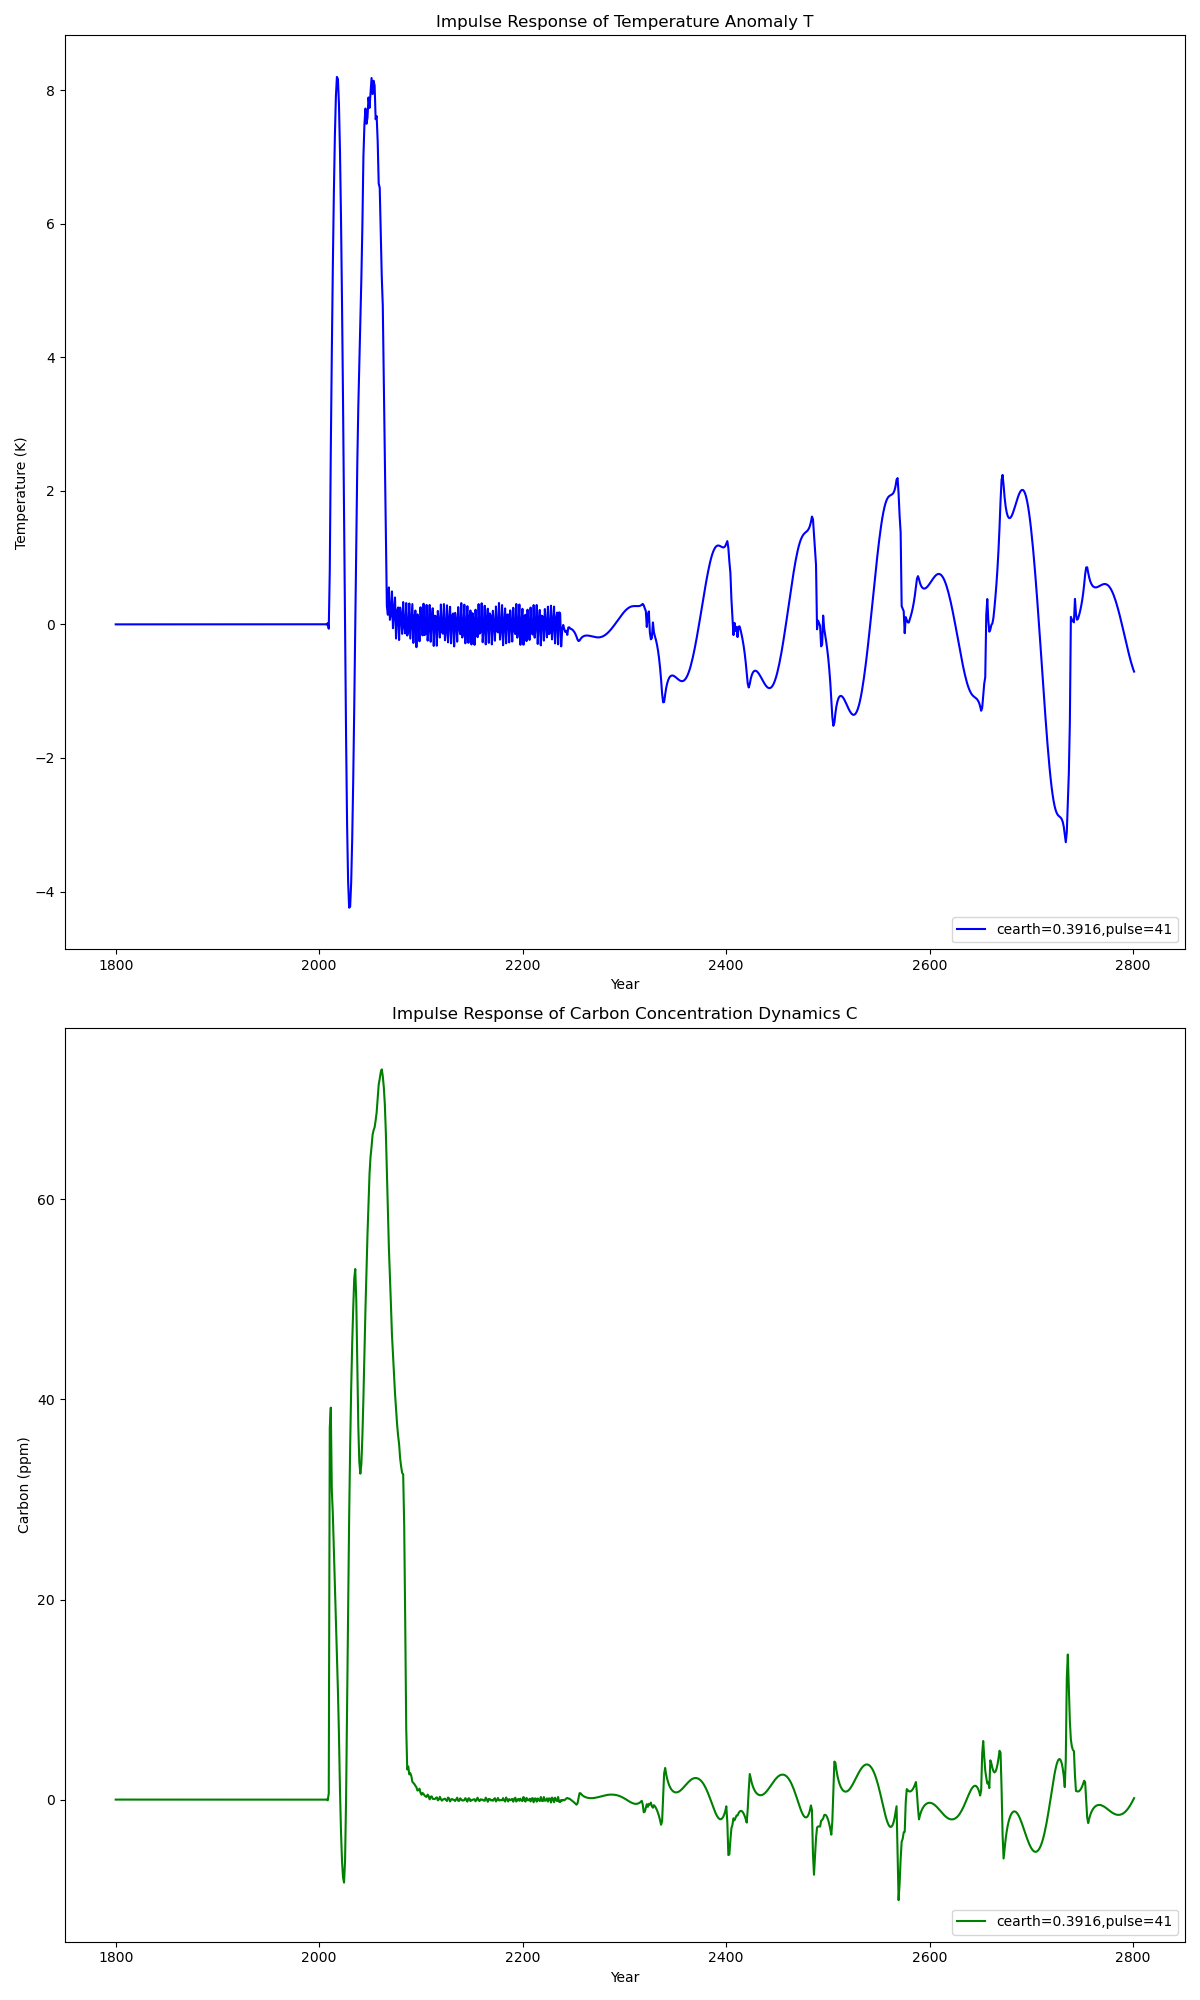 Impulse Response of Temperature Anomaly T
8
6
4
2
0
−2
−4
Temperature (K)
cearth=0.3916,pulse=41
1800 2000 2200 2400 2600 2800
Year
Impulse Response of Carbon Concentration Dynamics C
60
40
20
0
Carbon (ppm)
cearth=0.3916,pulse=41
1800 2000 2200 2400 2600 2800
Year